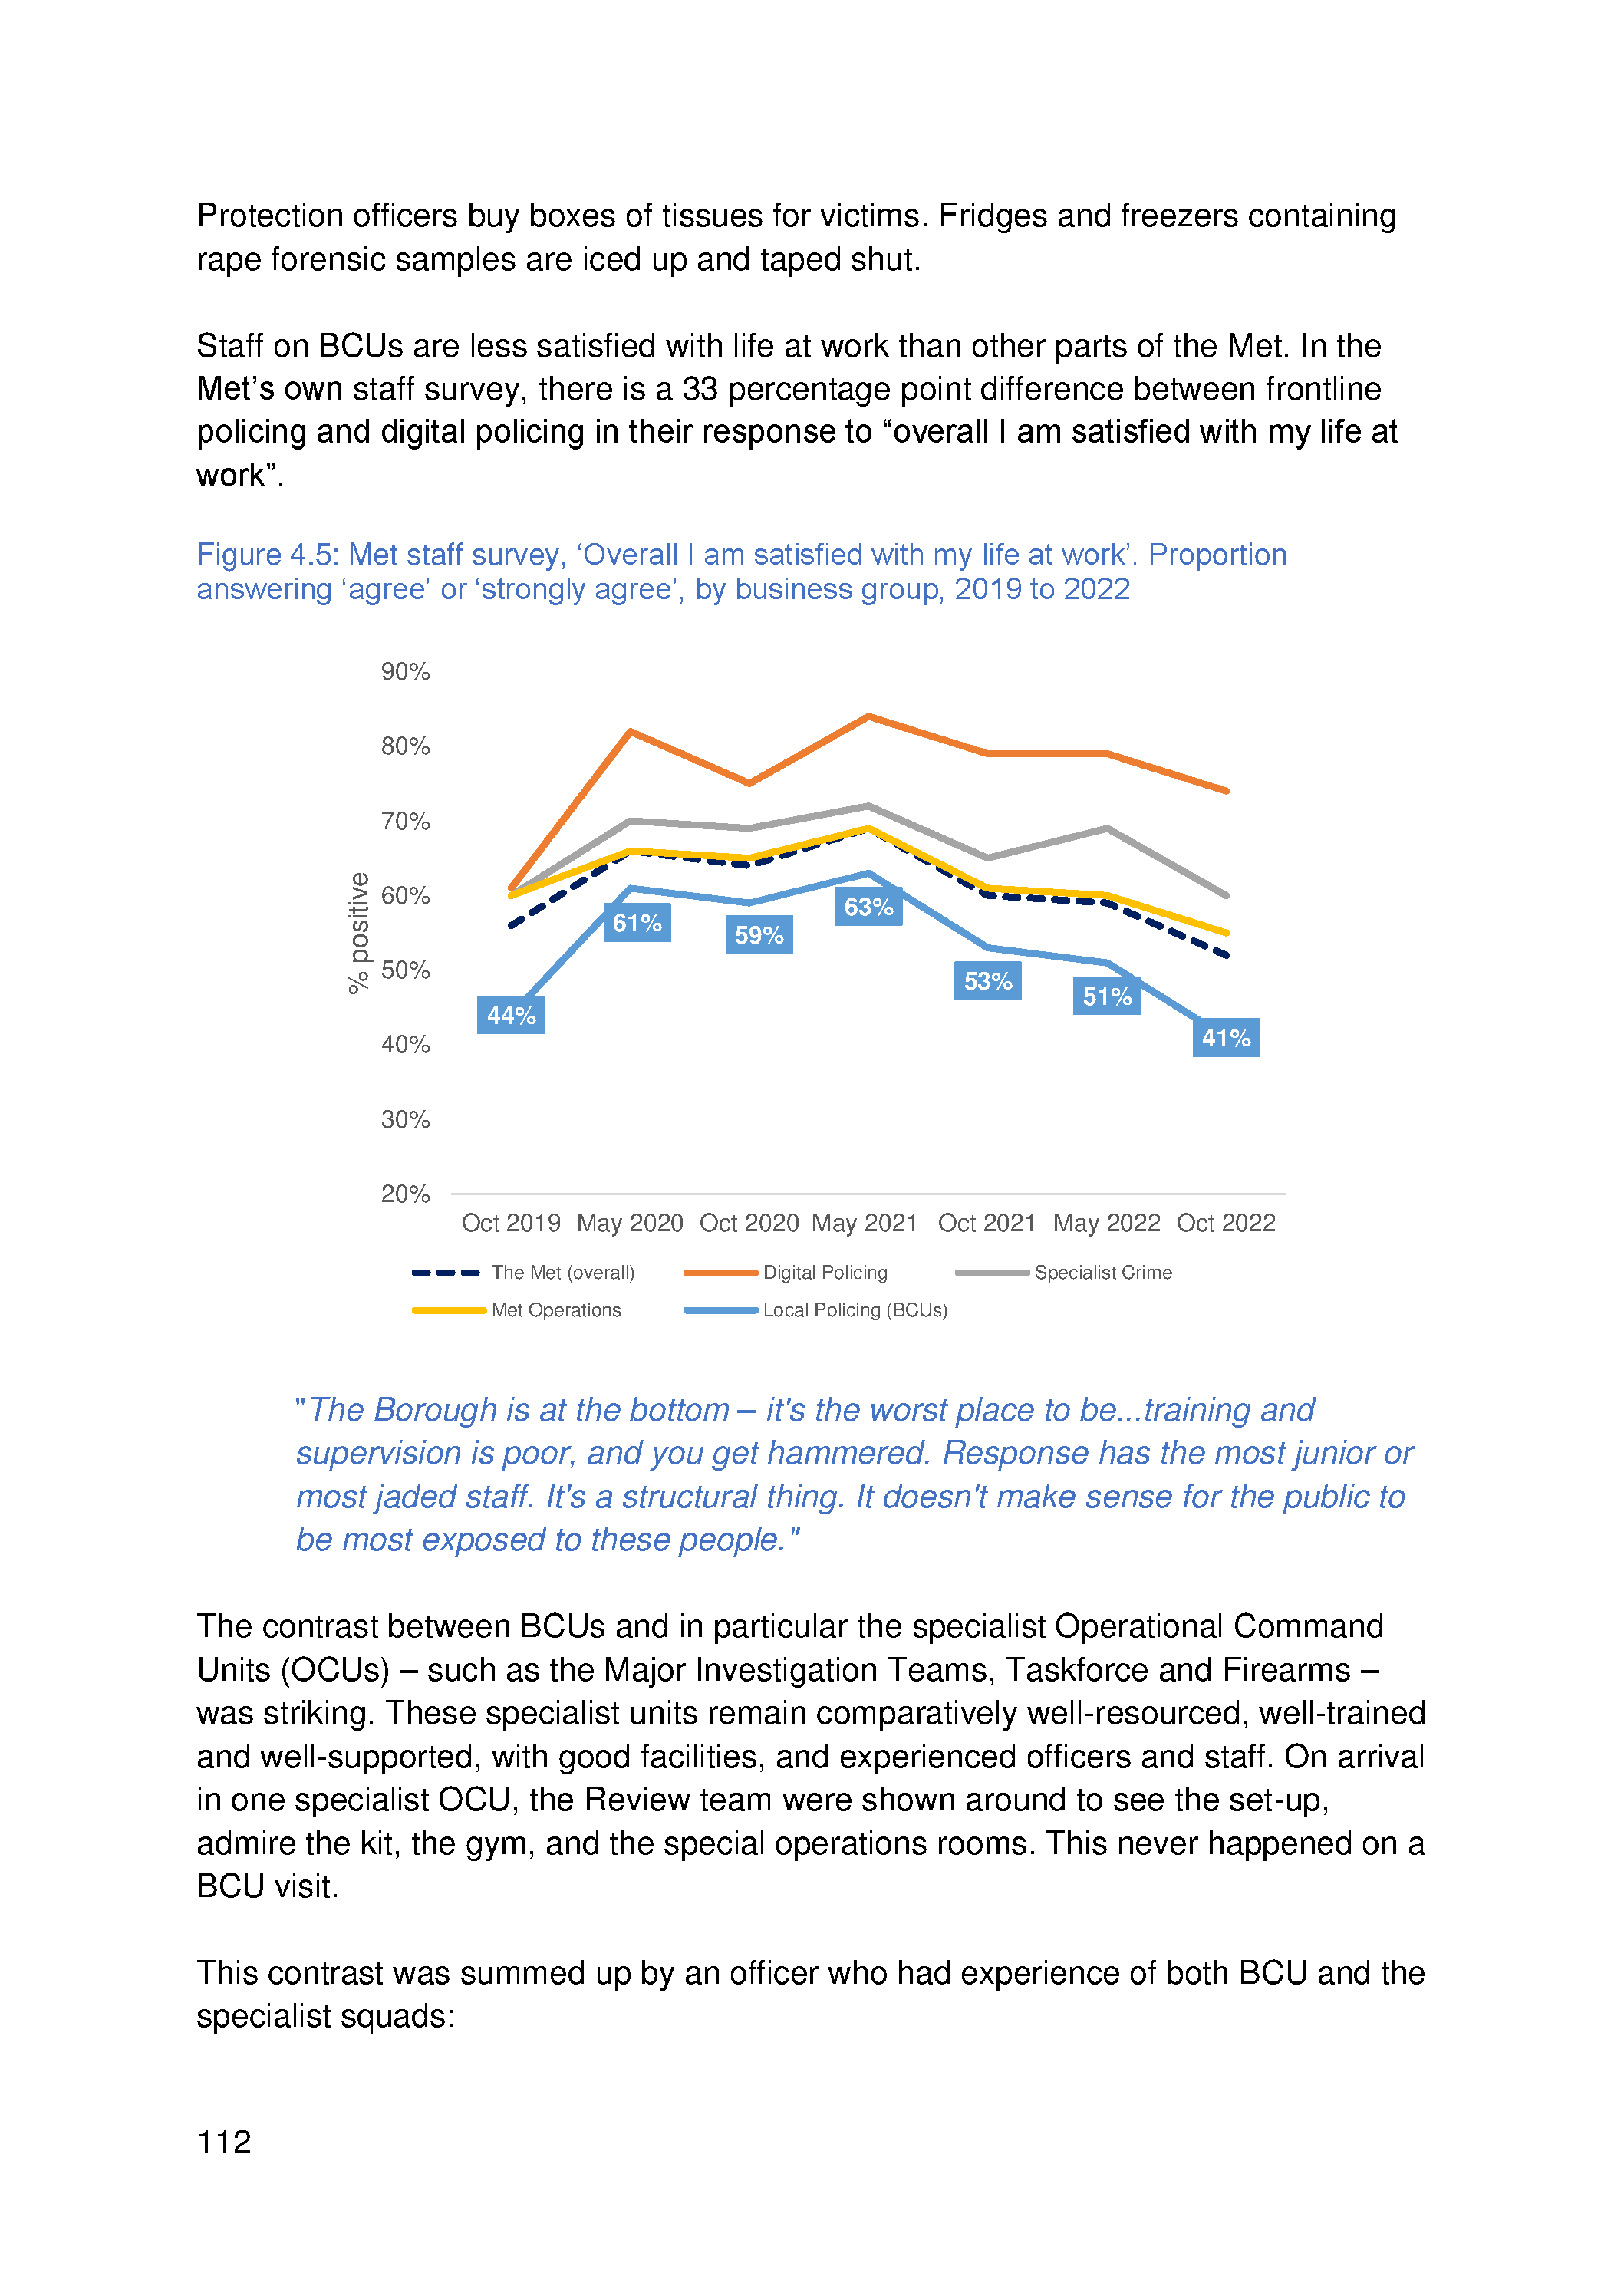 Protection officers buy boxes of tissues for victims. Fridges and freezers containing
rape forensic samples are iced up and taped shut.
Staff on BCUs are less satisfied with life at work than other parts of the Met. In the
Met’s own staff survey, there is a 33 percentage point difference between frontline
policing and digital policing in their response to “overall I am satisfied with my life at
work”.
Figure 4.5: Met staff survey, ‘Overall I am satisfied with my life at work’. Proportion
answering ‘agree’ or ‘strongly agree’, by business group, 2019 to 2022
% positive
90%
80%
70%
60%
50%
40%
30%
20%
44%
61%
59%
63%
53%
51%
41%
Oct 2019 May 2020 Oct 2020 May 2021 Oct 2021 May 2022 Oct 2022
The Met (overall) Digital Policing Specialist Crime
Met Operations Local Policing (BCUs)
"The Borough is at the bottom – it's the worst place to be...training and
supervision is poor, and you get hammered. Response has the most junior or
most jaded staff. It's a structural thing. It doesn't make sense for the public to
be most exposed to these people."
The contrast between BCUs and in particular the specialist Operational Command
Units (OCUs) – such as the Major Investigation Teams, Taskforce and Firearms –
was striking. These specialist units remain comparatively well-resourced, well-trained
and well-supported, with good facilities, and experienced officers and staff. On arrival
in one specialist OCU, the Review team were shown around to see the set-up,
admire the kit, the gym, and the special operations rooms. This never happened on a
BCU visit.
This contrast was summed up by an officer who had experience of both BCU and the
specialist squads:
112